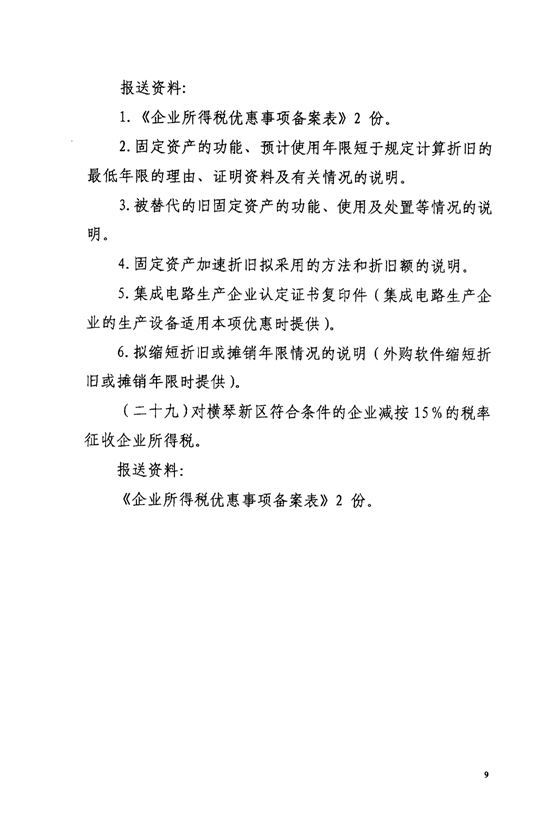 报送资料:
1.《企业所得税优惠事项备案表》2 份。
2.固定资产的功能、预计使用年限短于规定计算折旧的
最低年限的理由、证明资料及有关情况的说明。
3.被替代的旧固定资产的功能、使用及处置等情况的说
明。
4.固定资产加速折旧拟采用的方法和折旧额的说明。
5.集成电路生产企业认定证书复印件(集成电路生产企
业的生产设备适用本项优惠时提供)。
6.拟缩短折旧或摊销年限情况的说明(外购软件缩短折
旧或摊销年限时提供)。
(二十九)对横琴新区符合条件的企业减按15%的税率
征收企业所得税。
报送资料:
《企业所得税优惠事项备案表》2 份。
9